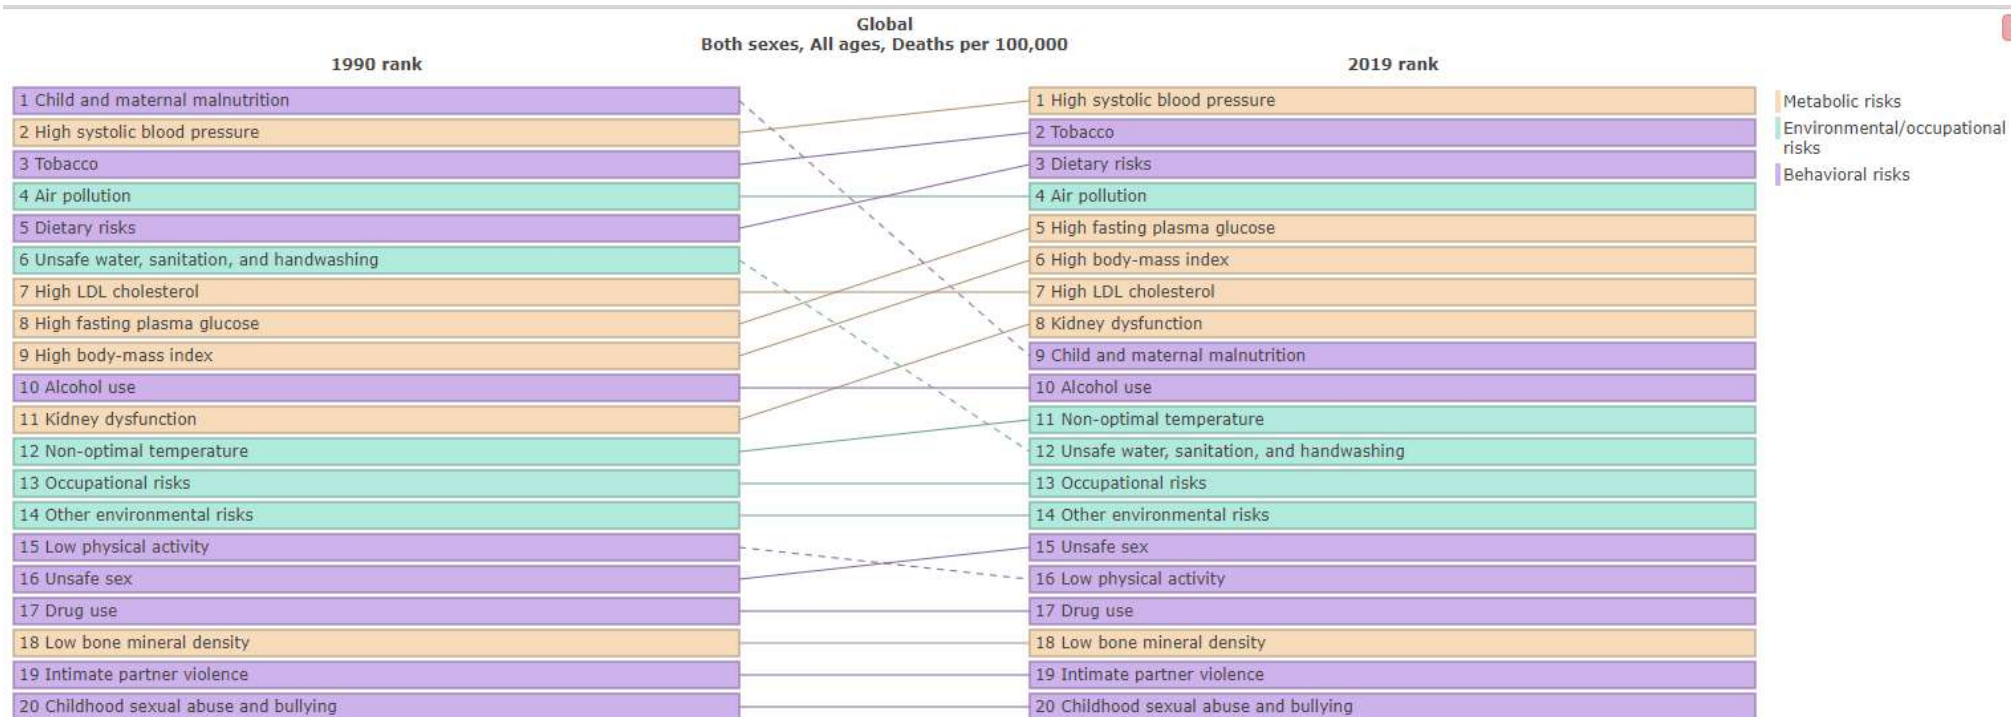 Global
Both sexes, All ages, Deaths per 100,000
1990 rank
2019 rank
1 Child and maternal malnutrition
2 High systolic blood pressure
3 Tobacco
4 Air pollution
5 Dietary risks
6 Unsafe water, sanitation, and handwashing
7 High LDL cholesterol
8 High fasting plasma glucose
9 High body-mass index
10 Alcohol use
11 Kidney dysfunction
12 Non-optimal temperature
13 Occupational risks
14 Other environmental risks
15 Low physical activity
16 Unsafe sex
17 Drug use
18 Low bone mineral density
19 Intimate partner violence
20 Childhood sexual abuse and bullying
1 High systolic blood pressure
2 Tobacco
3 Dietary risks
4 Air pollution
5 High fasting plasma glucose
6 High body-mass index
7 High LDL cholesterol
8 Kidney dysfunction
9 Child and maternal malnutrition
10 Alcohol use
11 Non-optimal temperature
12 Unsafe water, sanitation, and handwashing
13 Occupational risks
14 Other environmental risks
15 Unsafe sex
16 Low physical activity
17 Drug use
18 Low bone mineral density
19 Intimate partner violence
20 Childhood sexual abuse and bullying
Metabolic risks
Environmental/occupational
risks
Behavioral risks